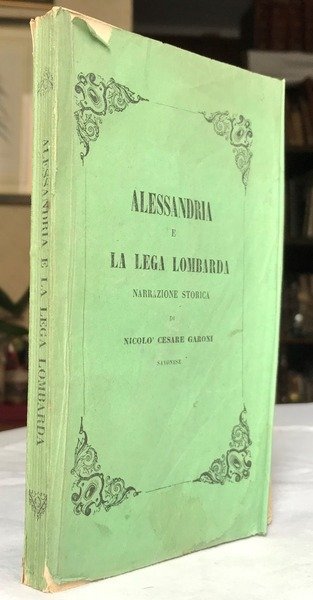 ALESSANDRIA E LA LEGA LOMBARDA
ALESSANDRIA
E
LA LEGA LOMBARDA
NARRAZIONE STORICA
DI
NICOLO' CESARE GARONI
SAVONESE